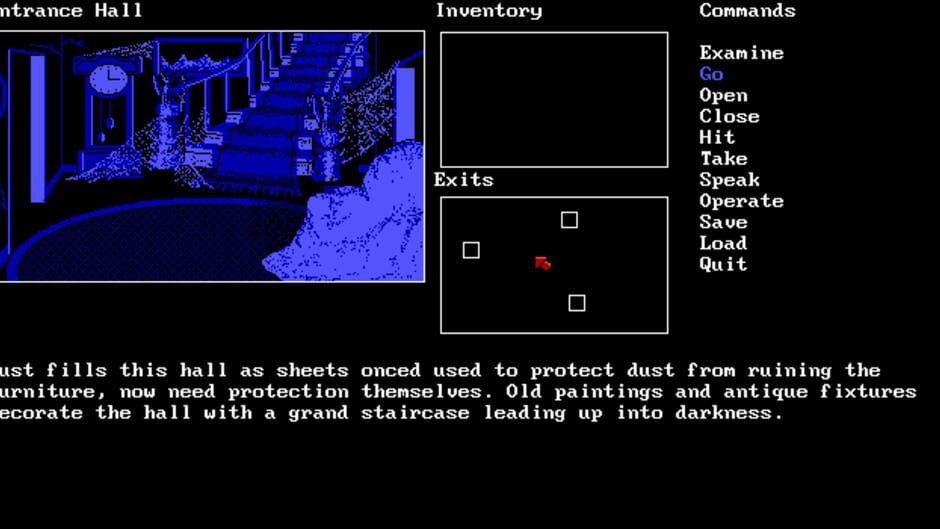 ntrance Hall
Inventory
Commands
Examine
Go
Open
Close
Hit
Take
Speak
Operate
Save
Load
Quit
Exits
ust fills this hall as sheets onced used to protect dust from ruining the
urniture, now need protection themselves. Old paintings and antique fixtures
ecorate the hall with a grand staircase leading up into darkness.